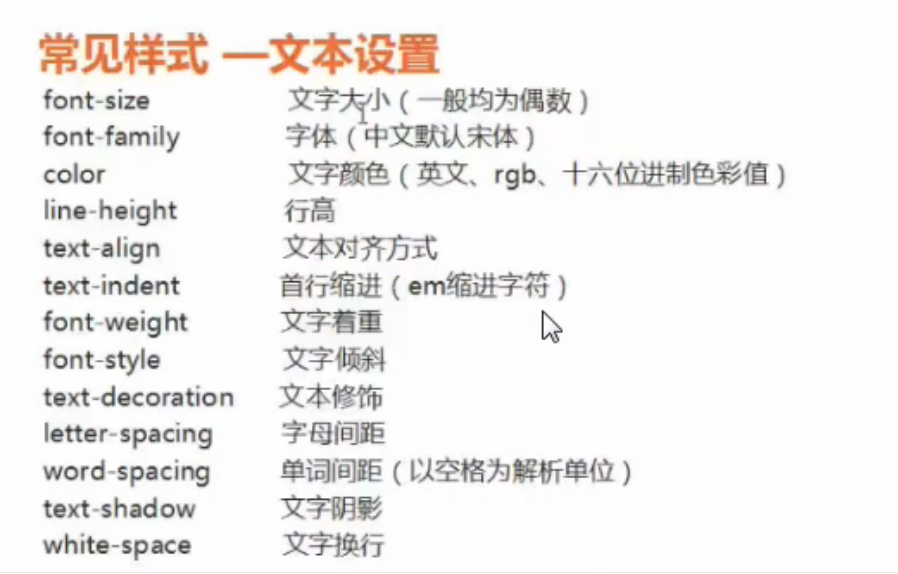 常见样式 —文本设置
font-size 文字大小（一般均为偶数）
font-family 字体（中文默认宋体）
color 文字颜色（英文、rgb、十六位进制色彩值）
line-height 行高
text-align 文本对齐方式
text-indent 首行缩进（em缩进字符）
font-weight 文字着重
font-style 文字倾斜
text-decoration 文本修饰
letter-spacing 字母间距
word-spacing 单词间距（以空格为解析单位）
text-shadow 文字阴影
white-space 文字换行